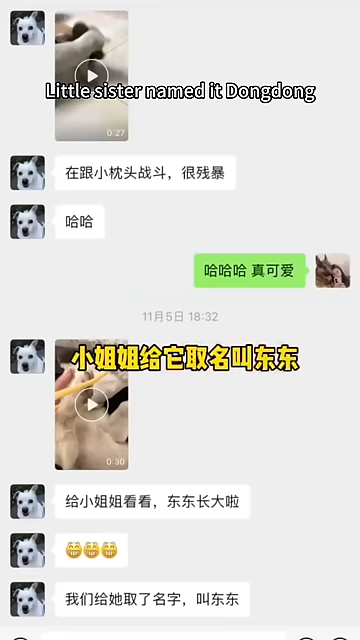 Little sister named it Dongdong
0:27
在跟小枕头战斗，很残暴
哈哈
哈哈哈 真可爱
11月5日 18:32
小姐姐给它取名叫东东
0:30
给小姐姐看看，东东长大啦
😁😁😁
我们给她取了名字，叫东东